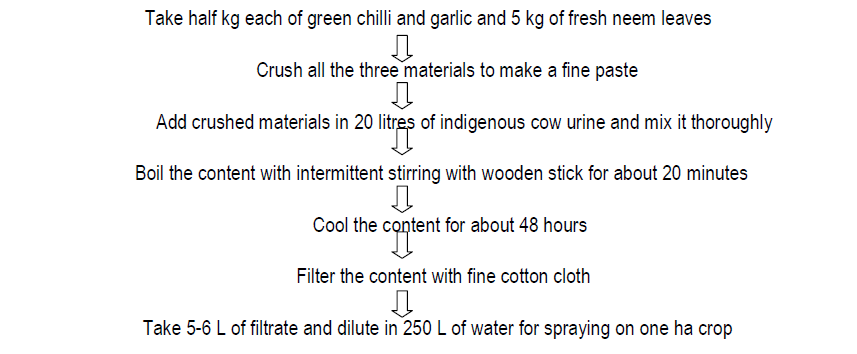 Take half kg each of green chilli and garlic and 5 kg of fresh neem leaves
Crush all the three materials to make a fine paste
Add crushed materials in 20 litres of indigenous cow urine and mix it thoroughly
Boil the content with intermittent stirring with wooden stick for about 20 minutes
Cool the content for about 48 hours
Filter the content with fine cotton cloth
Take 5-6 L of filtrate and dilute in 250 L of water for spraying on one ha crop